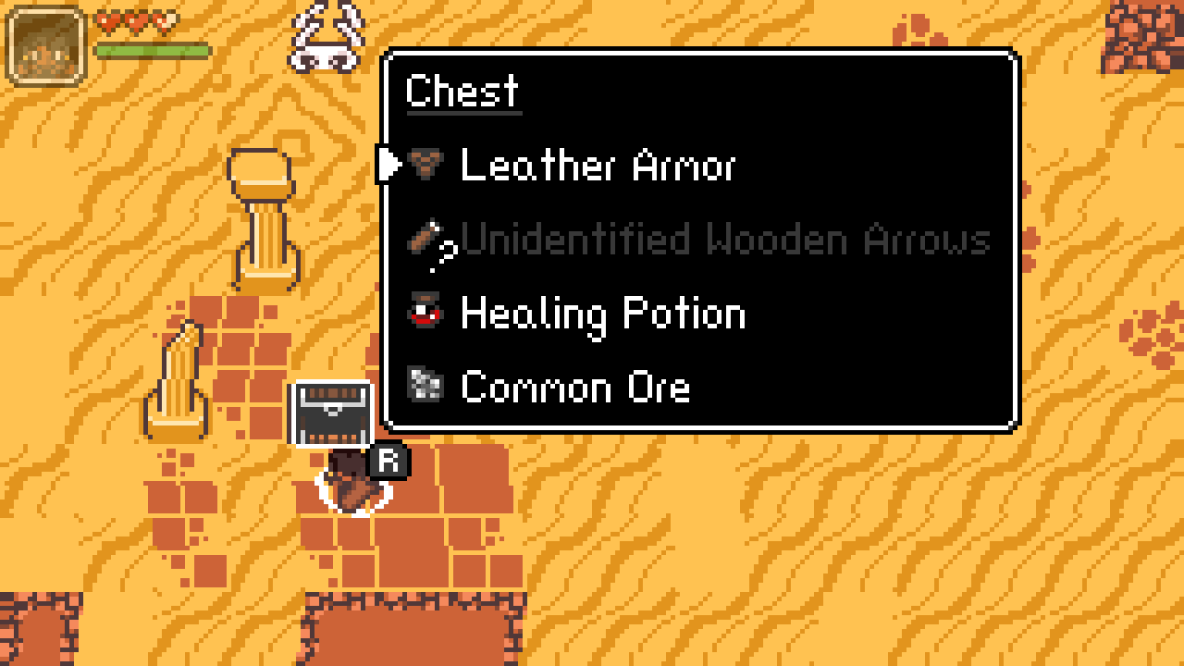 Chest
Leather Armor
? Unidentified Wooden Arrows
Healing Potion
Common Ore
R